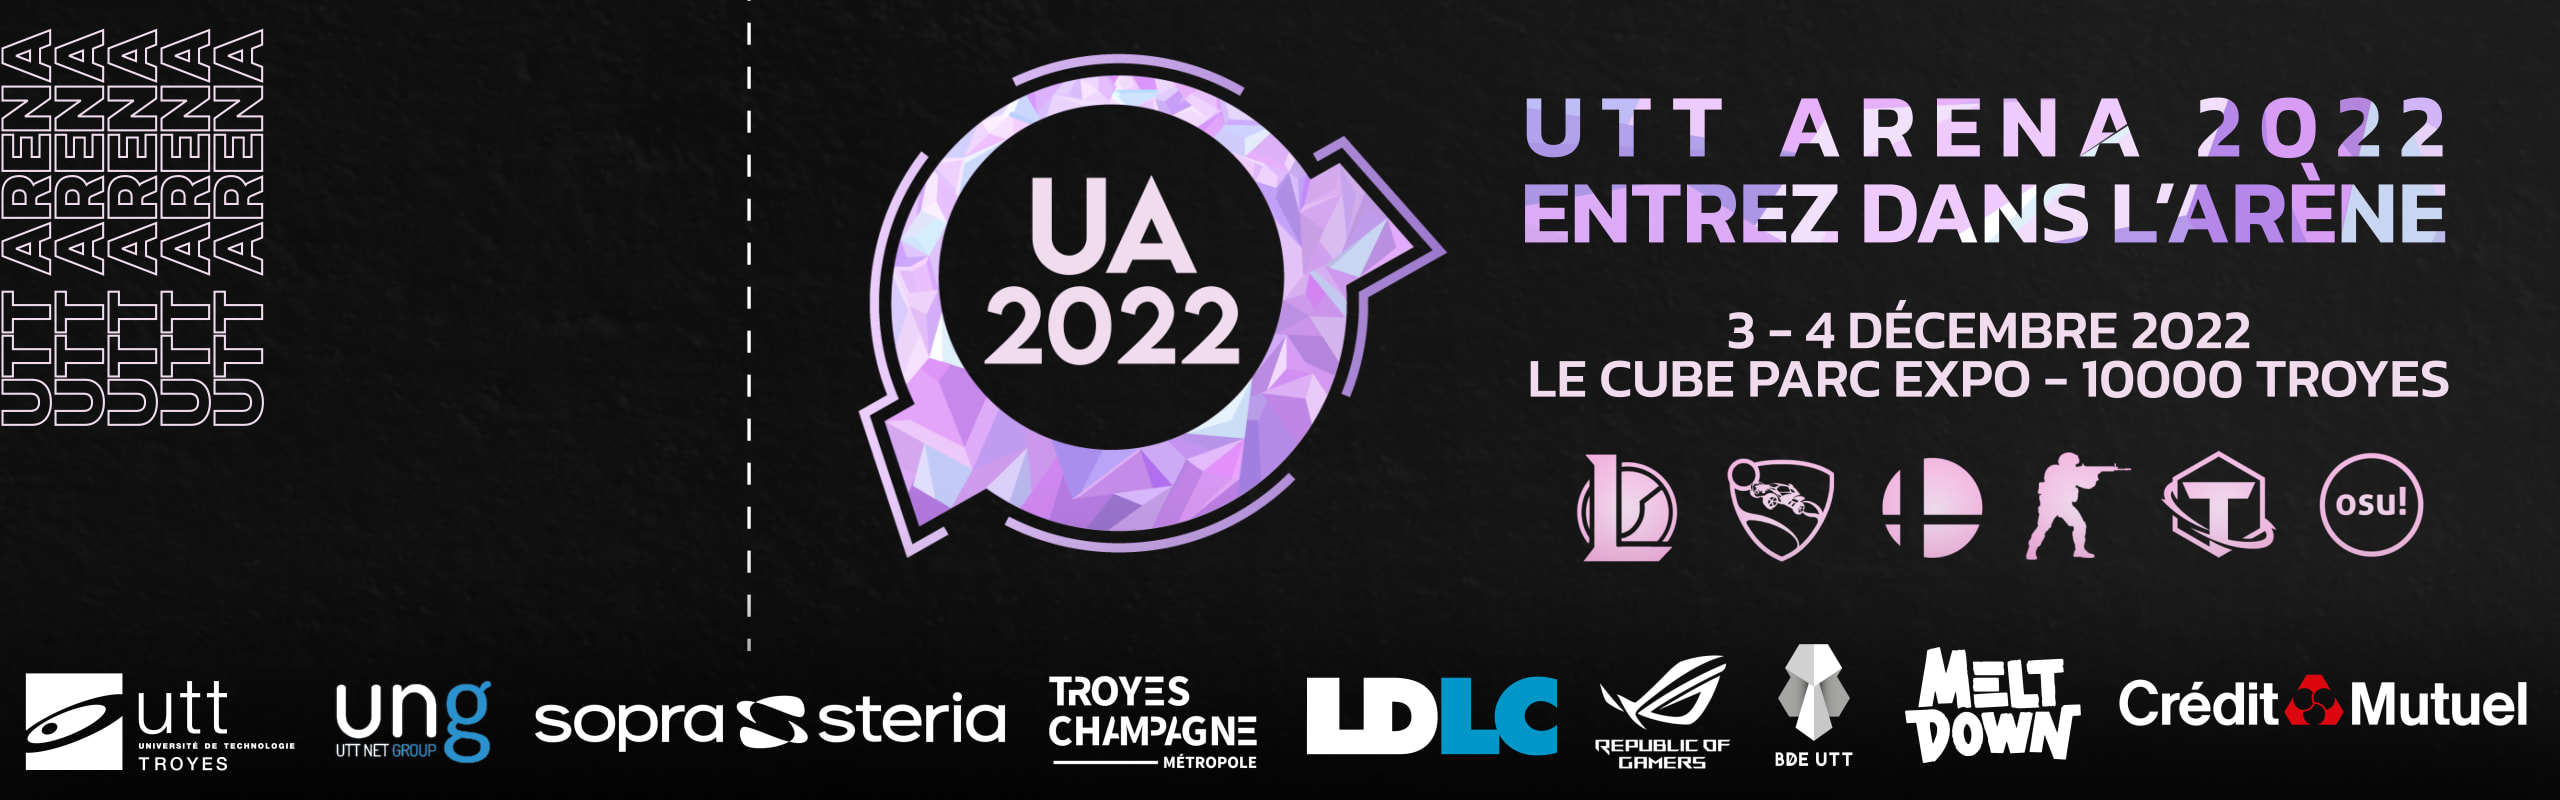 UTT ARENA
UTT ARENA
UTT ARENA
UTT ARENA
UTT ARENA
UA
2022
UTT ARENA 2022
ENTREZ DANS L'ARÈNE
3 – 4 DÉCEMBRE 2022
LE CUBE PARC EXPO – 10000 TROYES
osu!
utt
UNIVERSITÉ DE TECHNOLOGIE
TROYES
ung
UTT NET GROUP
sopra steria
TROYES
CHAMPAGNE
MÉTROPOLE
LDLC
REPUBLIC OF
GAMERS
BDE UTT
MELT
DOWN
Crédit Mutuel